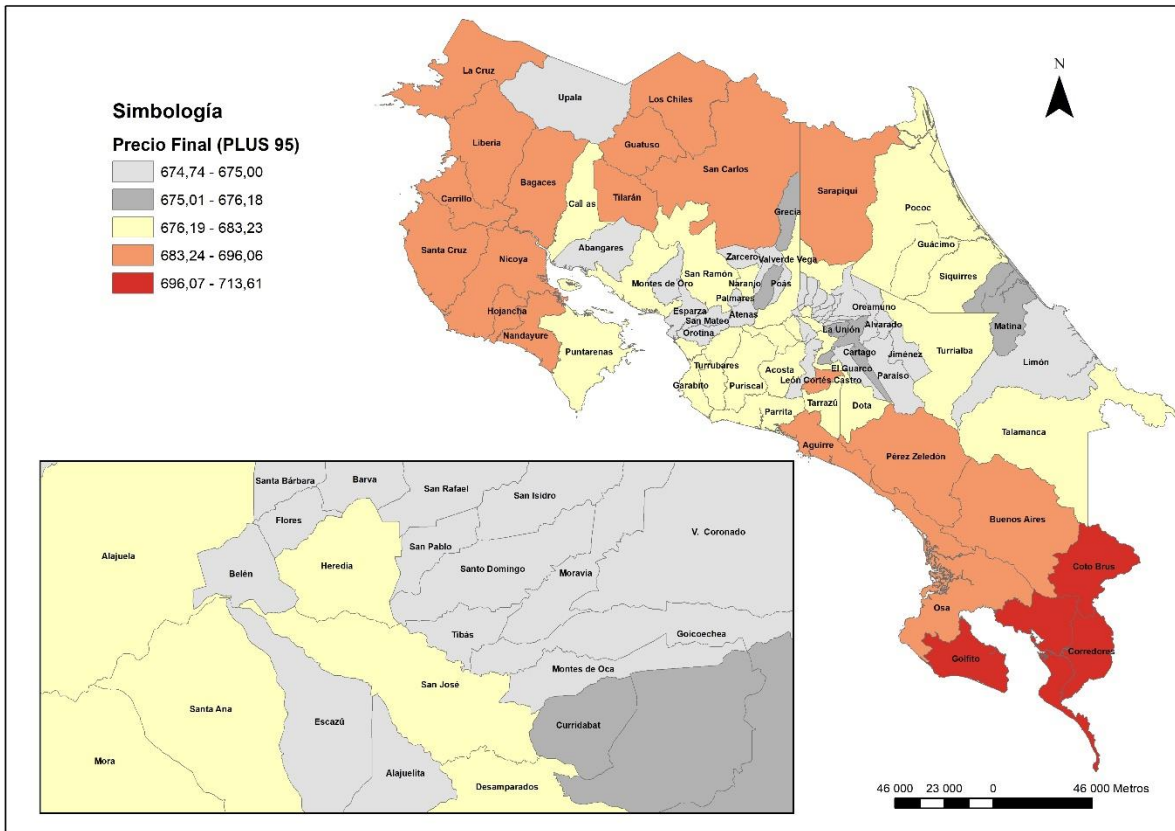 Simbología
Precio Final (PLUS 95)
674,74 - 675,00
675,01 - 676,18
676,19 - 683,23
683,24 - 696,06
696,07 - 713,61
N
La Cruz
Upala
Los Chiles
Liberia
Guatuso
San Carlos
Bagaces
Sarapiquí
Carrillo
Tilarán
Cañas
Grecia
Pococ
Santa Cruz
Nicoya
Abangares
Guácimo
Zarcero
Valverde Vega
Siquirres
San Ramón
Montes de Oro
Naranjo
Poás
Palmares
Hojancha
Esparza
Atenas
Oreamuno
San Mateo
Matina
Nandayure
Orotina
La Unión
Alvarado
Puntarenas
Cartago
Jiménez
Turrialba
Limón
Turrubares
Acosta
El Guarco
Paraíso
Garabito
Puriscal
León Cortés Castro
Parrita
Tarrazú
Dota
Talamanca
Aguirre
Pérez Zeledón
Buenos Aires
Coto Brus
Osa
Golfito
Corredores
Santa Bárbara
Barva
San Rafael
San Isidro
Flores
V. Coronado
Alajuela
San Pablo
Belén
Heredia
Santo Domingo
Moravia
Tibás
Goicoechea
Montes de Oca
San José
Santa Ana
Escazú
Curridabat
Mora
Alajuelita
Desamparados
46 000 23 000 0 46 000 Metros